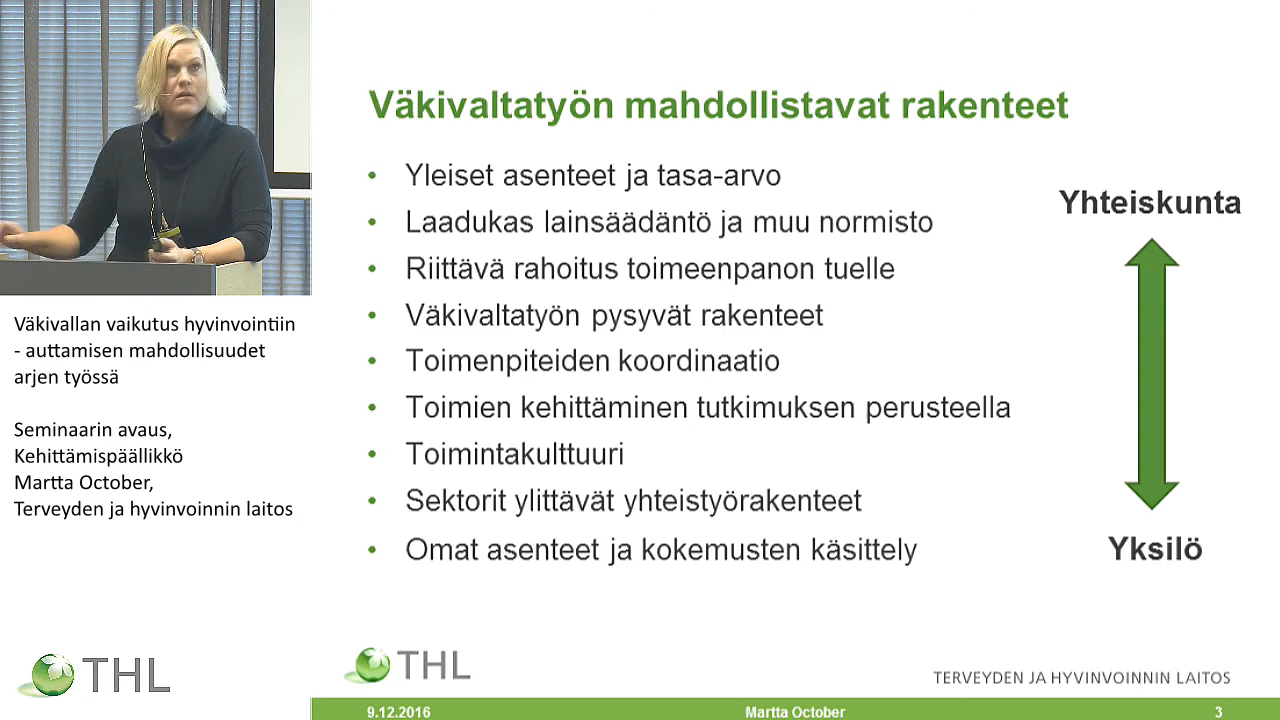 Väkivaltatyön mahdollistavat rakenteet
• Yleiset asenteet ja tasa-arvo
• Laadukas lainsäädäntö ja muu normisto
• Riittävä rahoitus toimeenpanon tuelle
• Väkivaltatyön pysyvät rakenteet
• Toimenpiteiden koordinaatio
• Toimien kehittäminen tutkimuksen perusteella
• Toimintakulttuuri
• Sektorit ylittävät yhteistyörakenteet
• Omat asenteet ja kokemusten käsittely
Yhteiskunta
Yksilö
Väkivallan vaikutus hyvinvointiin
- auttamisen mahdollisuudet
arjen työssä
Seminaarin avaus,
Kehittämispäällikkö
Martta October,
Terveyden ja hyvinvoinnin laitos
THL
THL
TERVEYDEN JA HYVINVOINNIN LAITOS
9.12.2016
Martta October
3